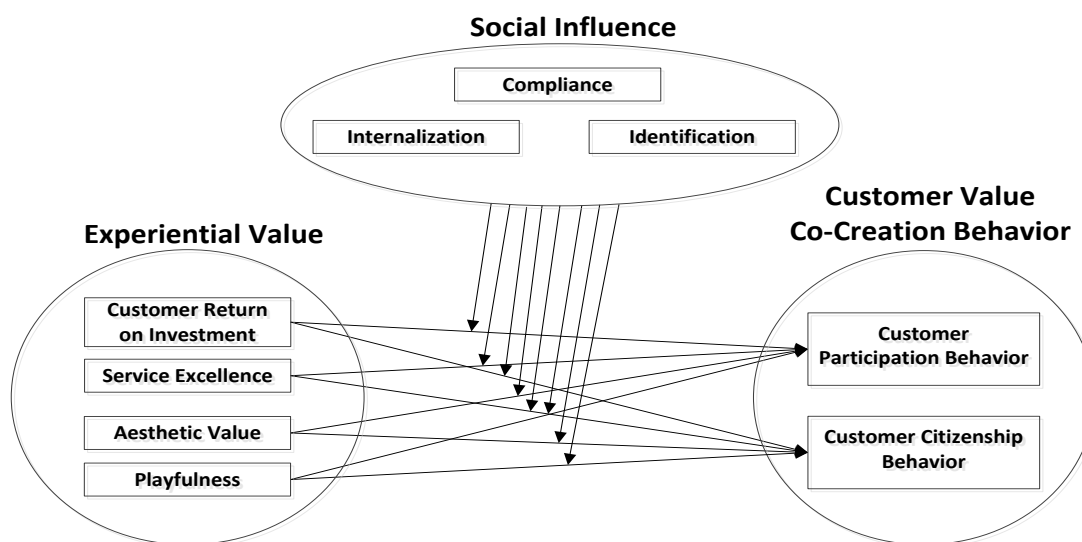 Social Influence
Compliance
Internalization
Identification
Experiential Value
Customer Return
on Investment
Service Excellence
Aesthetic Value
Playfulness
Customer Value
Co-Creation Behavior
Customer
Participation Behavior
Customer Citizenship
Behavior